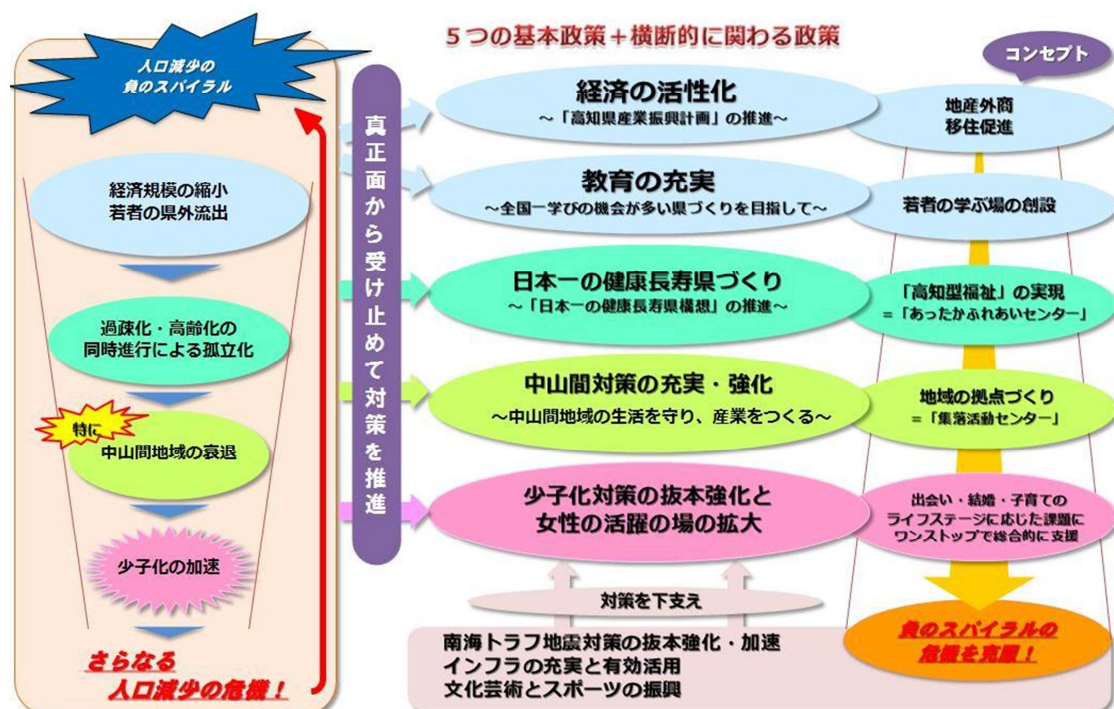 5つの基本政策+横断的に関わる政策
コンセプト
人口減少の
負のスパイラル
経済規模の縮小
若者の県外流出
過疎化・高齢化の
同時進行による孤立化
特に
中山間地域の衰退
少子化の加速
さらなる
人口減少の危機!
真正面から受け止めて対策を推進
経済の活性化
~「高知県産業振興計画」の推進~
教育の充実
~全国一学びの機会が多い県づくりを目指して~
日本一の健康長寿県づくり
~「日本一の健康長寿県構想」の推進~
中山間対策の充実・強化
~中山間地域の生活を守り、産業をつくる~
少子化対策の抜本強化と
女性の活躍の場の拡大
対策を下支え
南海トラフ地震対策の抜本強化・加速
インフラの充実と有効活用
文化芸術とスポーツの振興
地産外商
移住促進
若者の学ぶ場の創設
「高知型福祉」の実現
=「あったかふれあいセンター」
地域の拠点づくり
=「集落活動センター」
出会い・結婚・子育ての
ライフステージに応じた課題に
ワンストップで総合的に支援
負のスパイラルの
危機を克服!